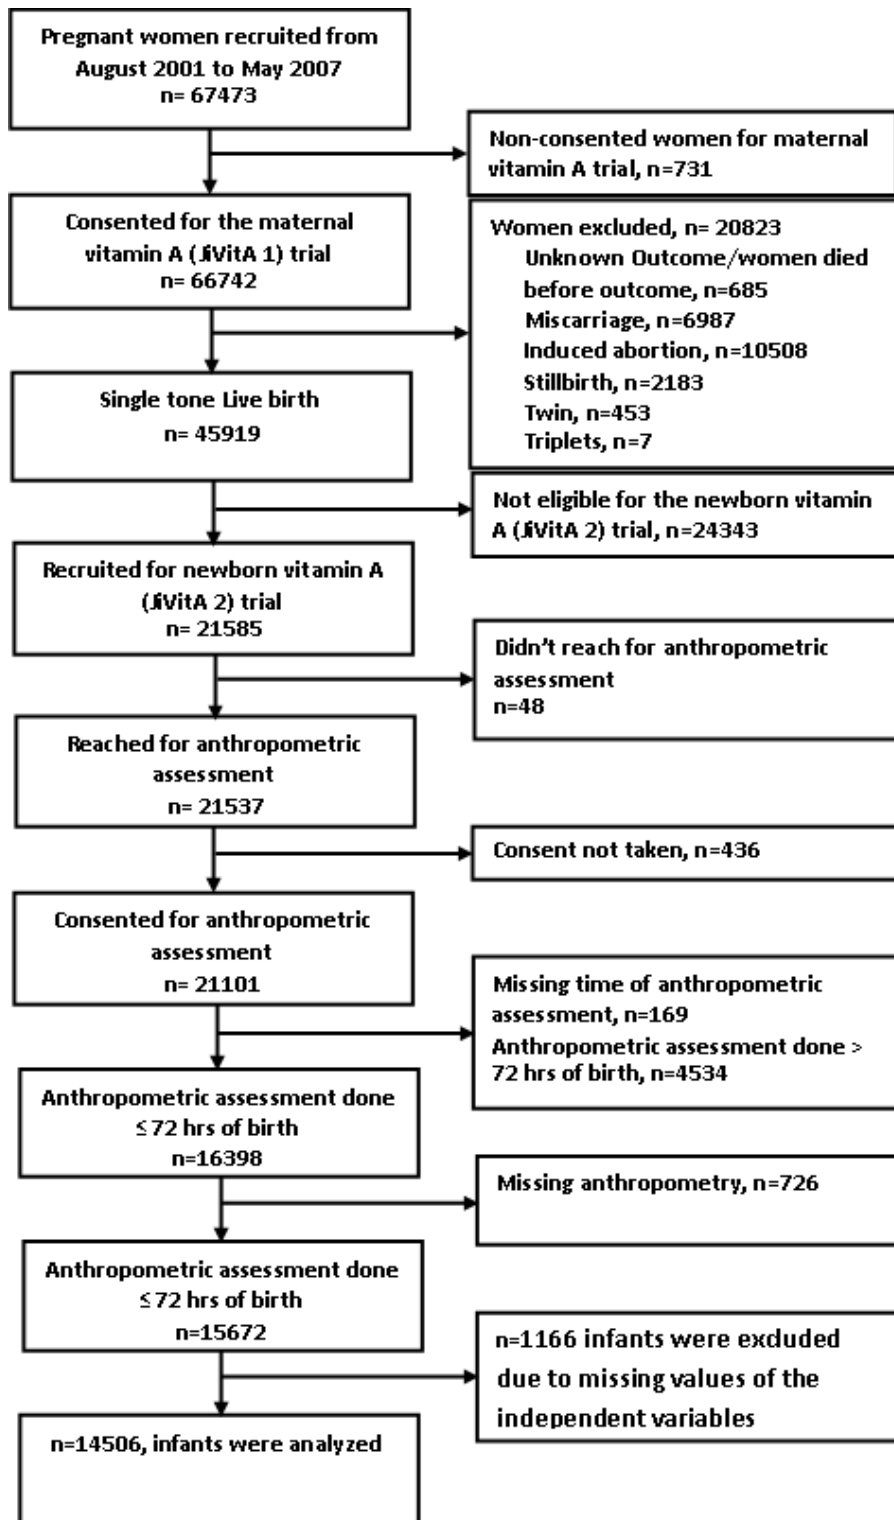 Pregnant women recruited from
August 2001 to May 2007
n= 67473
Non-consented women for maternal
vitamin A trial, n=731
Consented for the maternal
vitamin A (JiVitA 1) trial
n= 66742
Women excluded, n= 20823
Unknown Outcome/women died
before outcome, n=685
Miscarriage, n=6987
Induced abortion, n=10508
Stillbirth, n=2183
Twin, n=453
Triplets, n=7
Single tone Live birth
n= 45919
Not eligible for the newborn vitamin
A (JiVitA 2) trial, n=24343
Recruited for newborn vitamin A
(JiVitA 2) trial
n= 21585
Didn't reach for anthropometric
assessment
n=48
Reached for anthropometric
assessment
n= 21537
Consent not taken, n=436
Consented for anthropometric
assessment
n= 21101
Missing time of anthropometric
assessment, n=169
Anthropometric assessment done >
72 hrs of birth, n=4534
Anthropometric assessment done
≤72 hrs of birth
n=16398
Missing anthropometry, n=726
Anthropometric assessment done
≤72 hrs of birth
n=15672
n=1166 infants were excluded
due to missing values of the
independent variables
n=14506, infants were analyzed